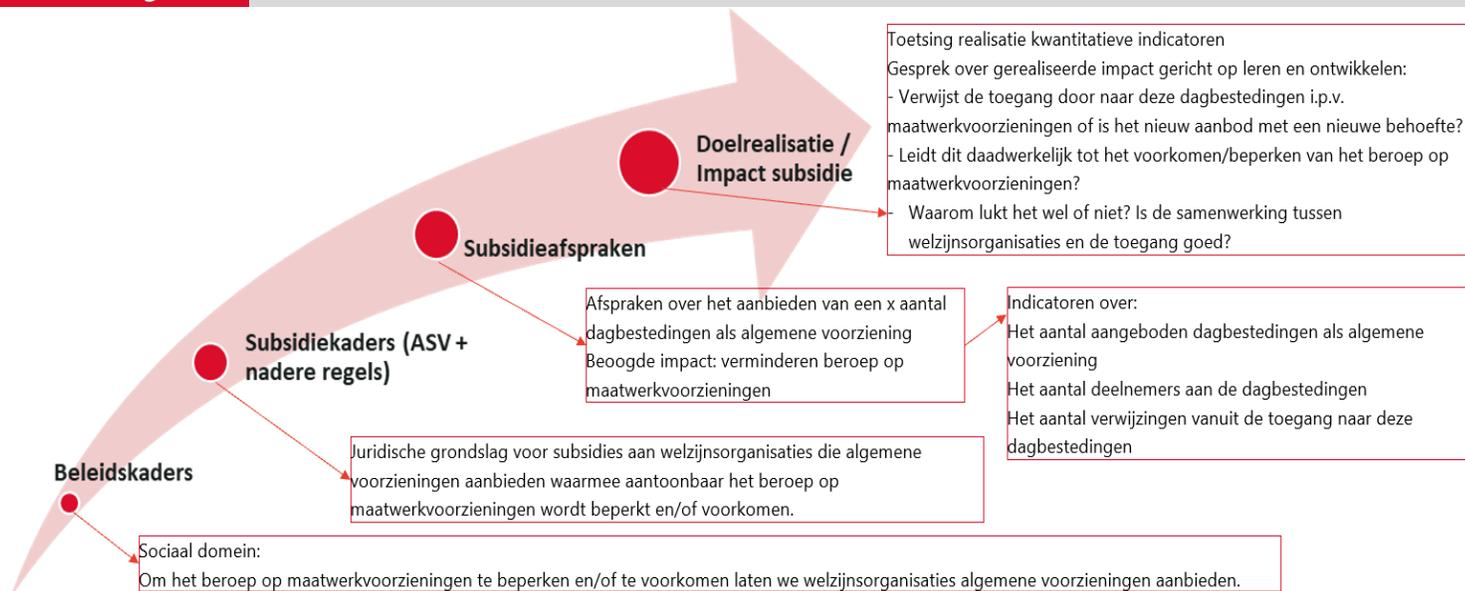 Toetsing realisatie kwantitatieve indicatoren
Gesprek over gerealiseerde impact gericht op leren en ontwikkelen:
- Verwijst de toegang door naar deze dagbestedingen i.p.v.
maatwerkvoorzieningen of is het nieuw aanbod met een nieuwe behoefte?
- Leidt dit daadwerkelijk tot het voorkomen/beperken van het beroep op
maatwerkvoorzieningen?
- Waarom lukt het wel of niet? Is de samenwerking tussen
welzijnsorganisaties en de toegang goed?
Doelrealisatie /
Impact subsidie
Subsidieafspraken
Afspraken over het aanbieden van een x aantal
dagbestedingen als algemene voorziening
Beoogde impact: verminderen beroep op
maatwerkvoorzieningen
Indicatoren over:
Het aantal aangeboden dagbestedingen als algemene
voorziening
Het aantal deelnemers aan de dagbestedingen
Het aantal verwijzingen vanuit de toegang naar deze
dagbestedingen
Subsidiekaders (ASV +
nadere regels)
Juridische grondslag voor subsidies aan welzijnsorganisaties die algemene
voorzieningen aanbieden waarmee aantoonbaar het beroep op
maatwerkvoorzieningen wordt beperkt en/of voorkomen.
Beleidskaders
Sociaal domein:
Om het beroep op maatwerkvoorzieningen te beperken en/of te voorkomen laten we welzijnsorganisaties algemene voorzieningen aanbieden.